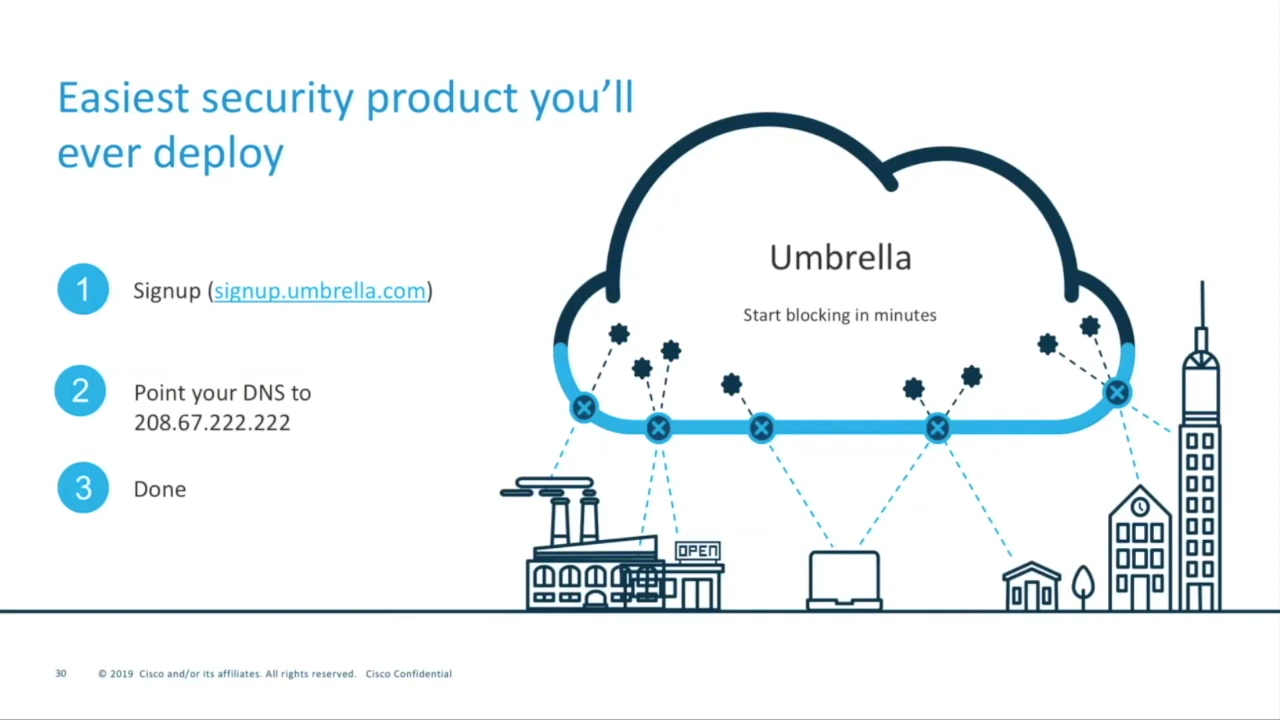 Easiest security product you’ll
ever deploy
1
Signup (signup.umbrella.com)
2
Point your DNS to
208.67.222.222
3
Done
Umbrella
Start blocking in minutes
OPEN
30
© 2019 Cisco and/or its affiliates. All rights reserved. Cisco Confidential